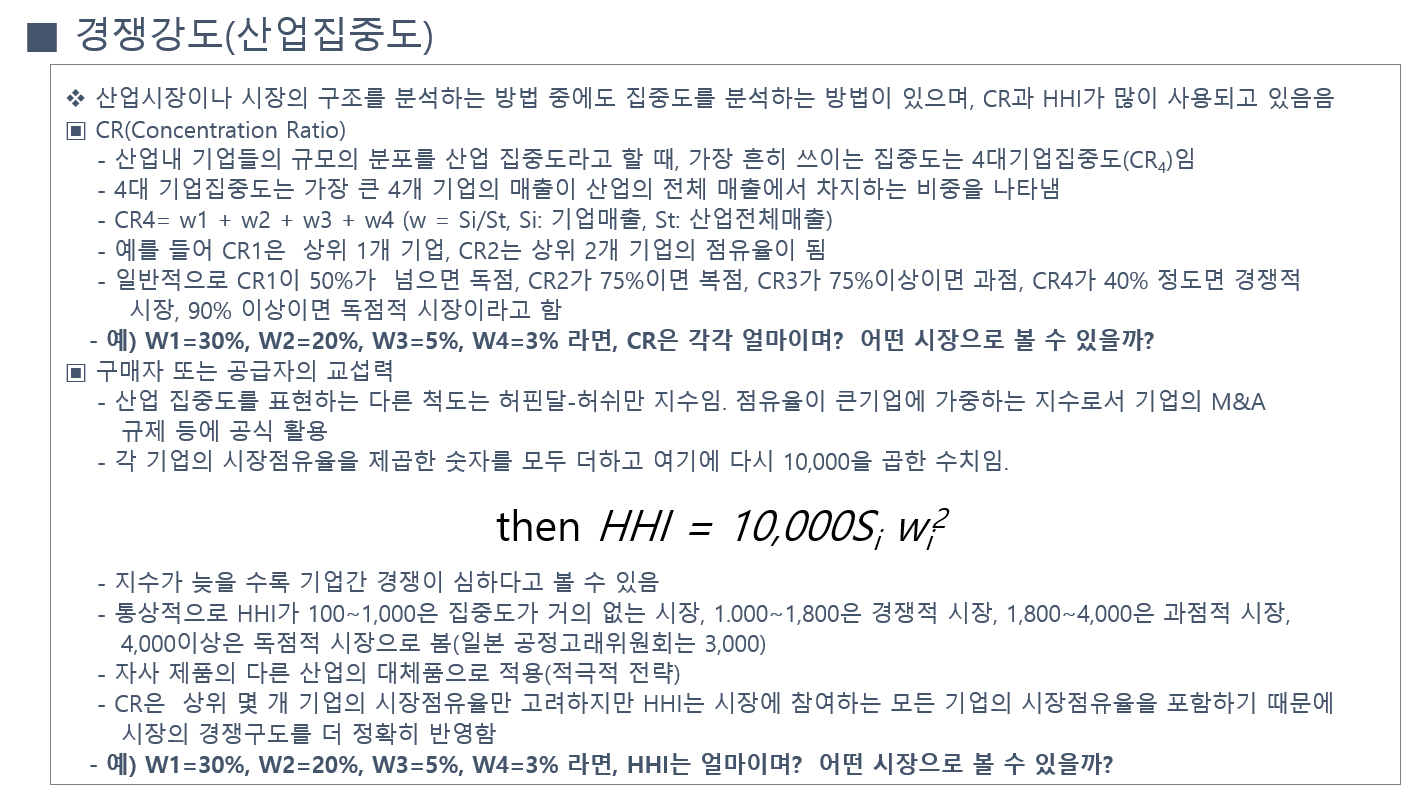 ■ 경쟁강도(산업집중도)
❖ 산업시장이나 시장의 구조를 분석하는 방법 중에도 집중도를 분석하는 방법이 있으며, CR과 HHI가 많이 사용되고 있음음
▣ CR(Concentration Ratio)
- 산업내 기업들의 규모의 분포를 산업 집중도라고 할 때, 가장 흔히 쓰이는 집중도는 4대기업집중도(CR₄)임
- 4대 기업집중도는 가장 큰 4개 기업의 매출이 산업의 전체 매출에서 차지하는 비중을 나타냄
- CR4= w1 + w2 + w3 + w4 (w = Si/St, Si: 기업매출, St: 산업전체매출)
- 예를 들어 CR1은 상위 1개 기업, CR2는 상위 2개 기업의 점유율이 됨
- 일반적으로 CR1이 50%가 넘으면 독점, CR2가 75%이면 복점, CR3가 75%이상이면 과점, CR4가 40% 정도면 경쟁적
시장, 90% 이상이면 독점적 시장이라고 함
- 예) W1=30%, W2=20%, W3=5%, W4=3% 라면, CR은 각각 얼마이며? 어떤 시장으로 볼 수 있을까?
▣ 구매자 또는 공급자의 교섭력
- 산업 집중도를 표현하는 다른 척도는 허핀달-허쉬만 지수임. 점유율이 큰기업에 가중하는 지수로서 기업의 M&A
규제 등에 공식 활용
- 각 기업의 시장점유율을 제곱한 숫자를 모두 더하고 여기에 다시 10,000을 곱한 수치임.
then HHI = 10,000Sᵢ wᵢ²
- 지수가 늦을 수록 기업간 경쟁이 심하다고 볼 수 있음
- 통상적으로 HHI가 100~1,000은 집중도가 거의 없는 시장, 1.000~1,800은 경쟁적 시장, 1,800~4,000은 과점적 시장,
4,000이상은 독점적 시장으로 봄(일본 공정고래위원회는 3,000)
- 자사 제품의 다른 산업의 대체품으로 적용(적극적 전략)
- CR은 상위 몇 개 기업의 시장점유율만 고려하지만 HHI는 시장에 참여하는 모든 기업의 시장점유율을 포함하기 때문에
시장의 경쟁구도를 더 정확히 반영함
- 예) W1=30%, W2=20%, W3=5%, W4=3% 라면, HHI는 얼마이며? 어떤 시장으로 볼 수 있을까?